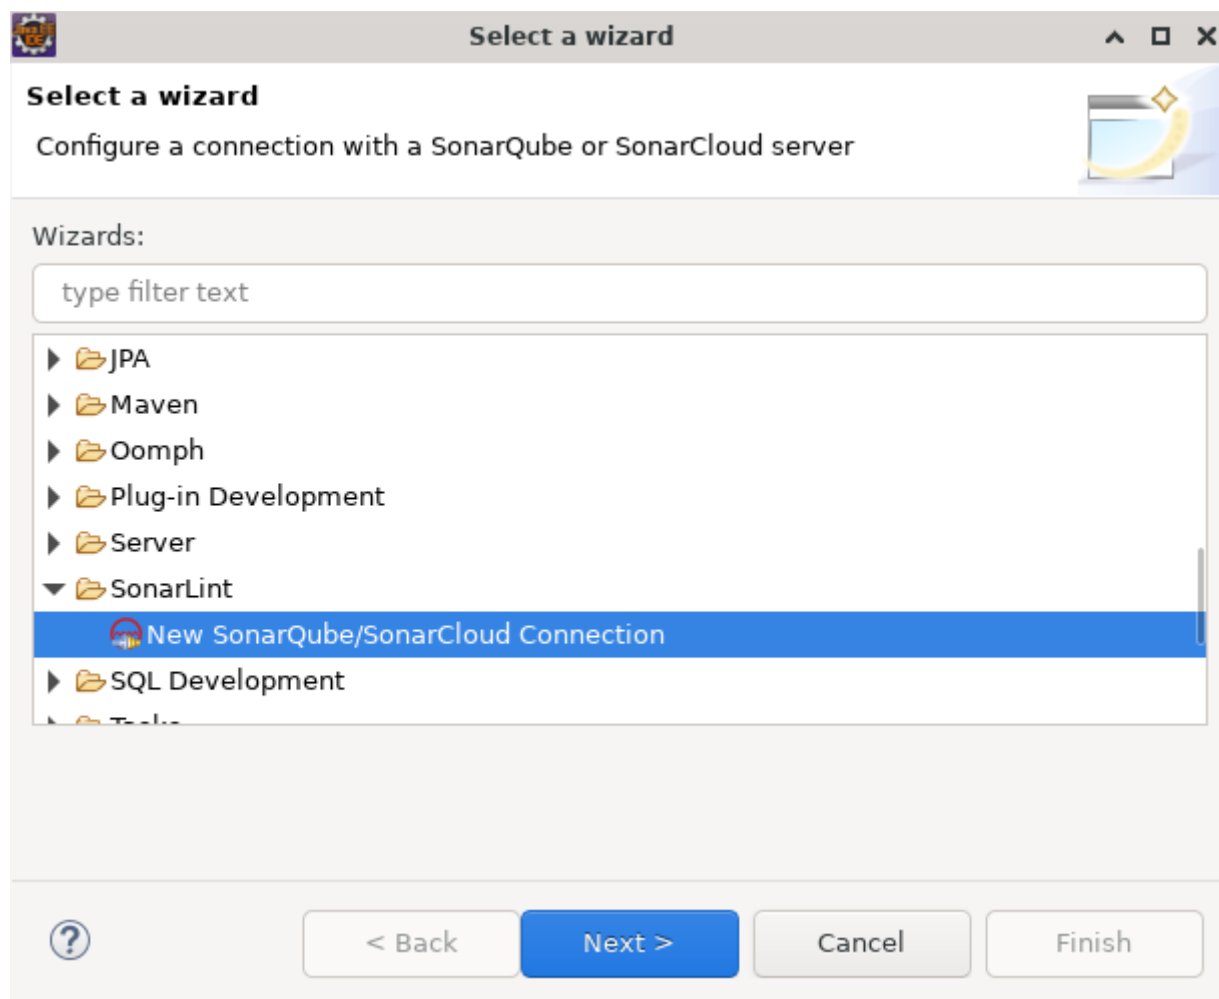 Select a wizard
Select a wizard
Configure a connection with a SonarQube or SonarCloud server
Wizards:
type filter text
JPA
Maven
Oomph
Plug-in Development
Server
SonarLint
New SonarQube/SonarCloud Connection
SQL Development
Tasks
?
< Back
Next >
Cancel
Finish